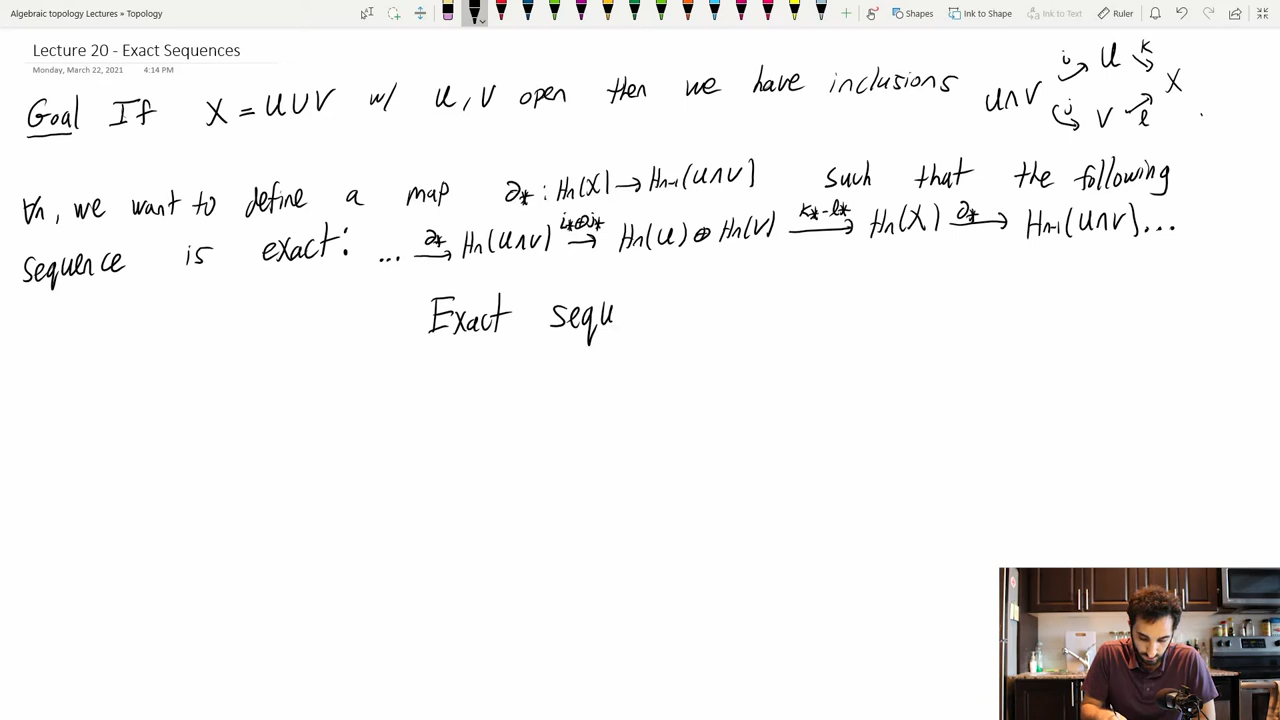 Algebraic topology Lectures » Topology
Shapes
Ink to Shape
Ink to Text
Ruler
Lecture 20 - Exact Sequences
Monday, March 22, 2021 4:14 PM
Goal If X = U∪V w/ U, V open then we have inclusions U∩V i U k X j V l
∀n, we want to define a map ∂* : Hn(X) → Hn-1(U∩V) such that the following
sequence is exact: ... ∂* → Hn(U∩V) i*⊕j* → Hn(U) ⊕ Hn(V) k*-l* → Hn(X) ∂* → Hn-1(U∩V)...
Exact sequ